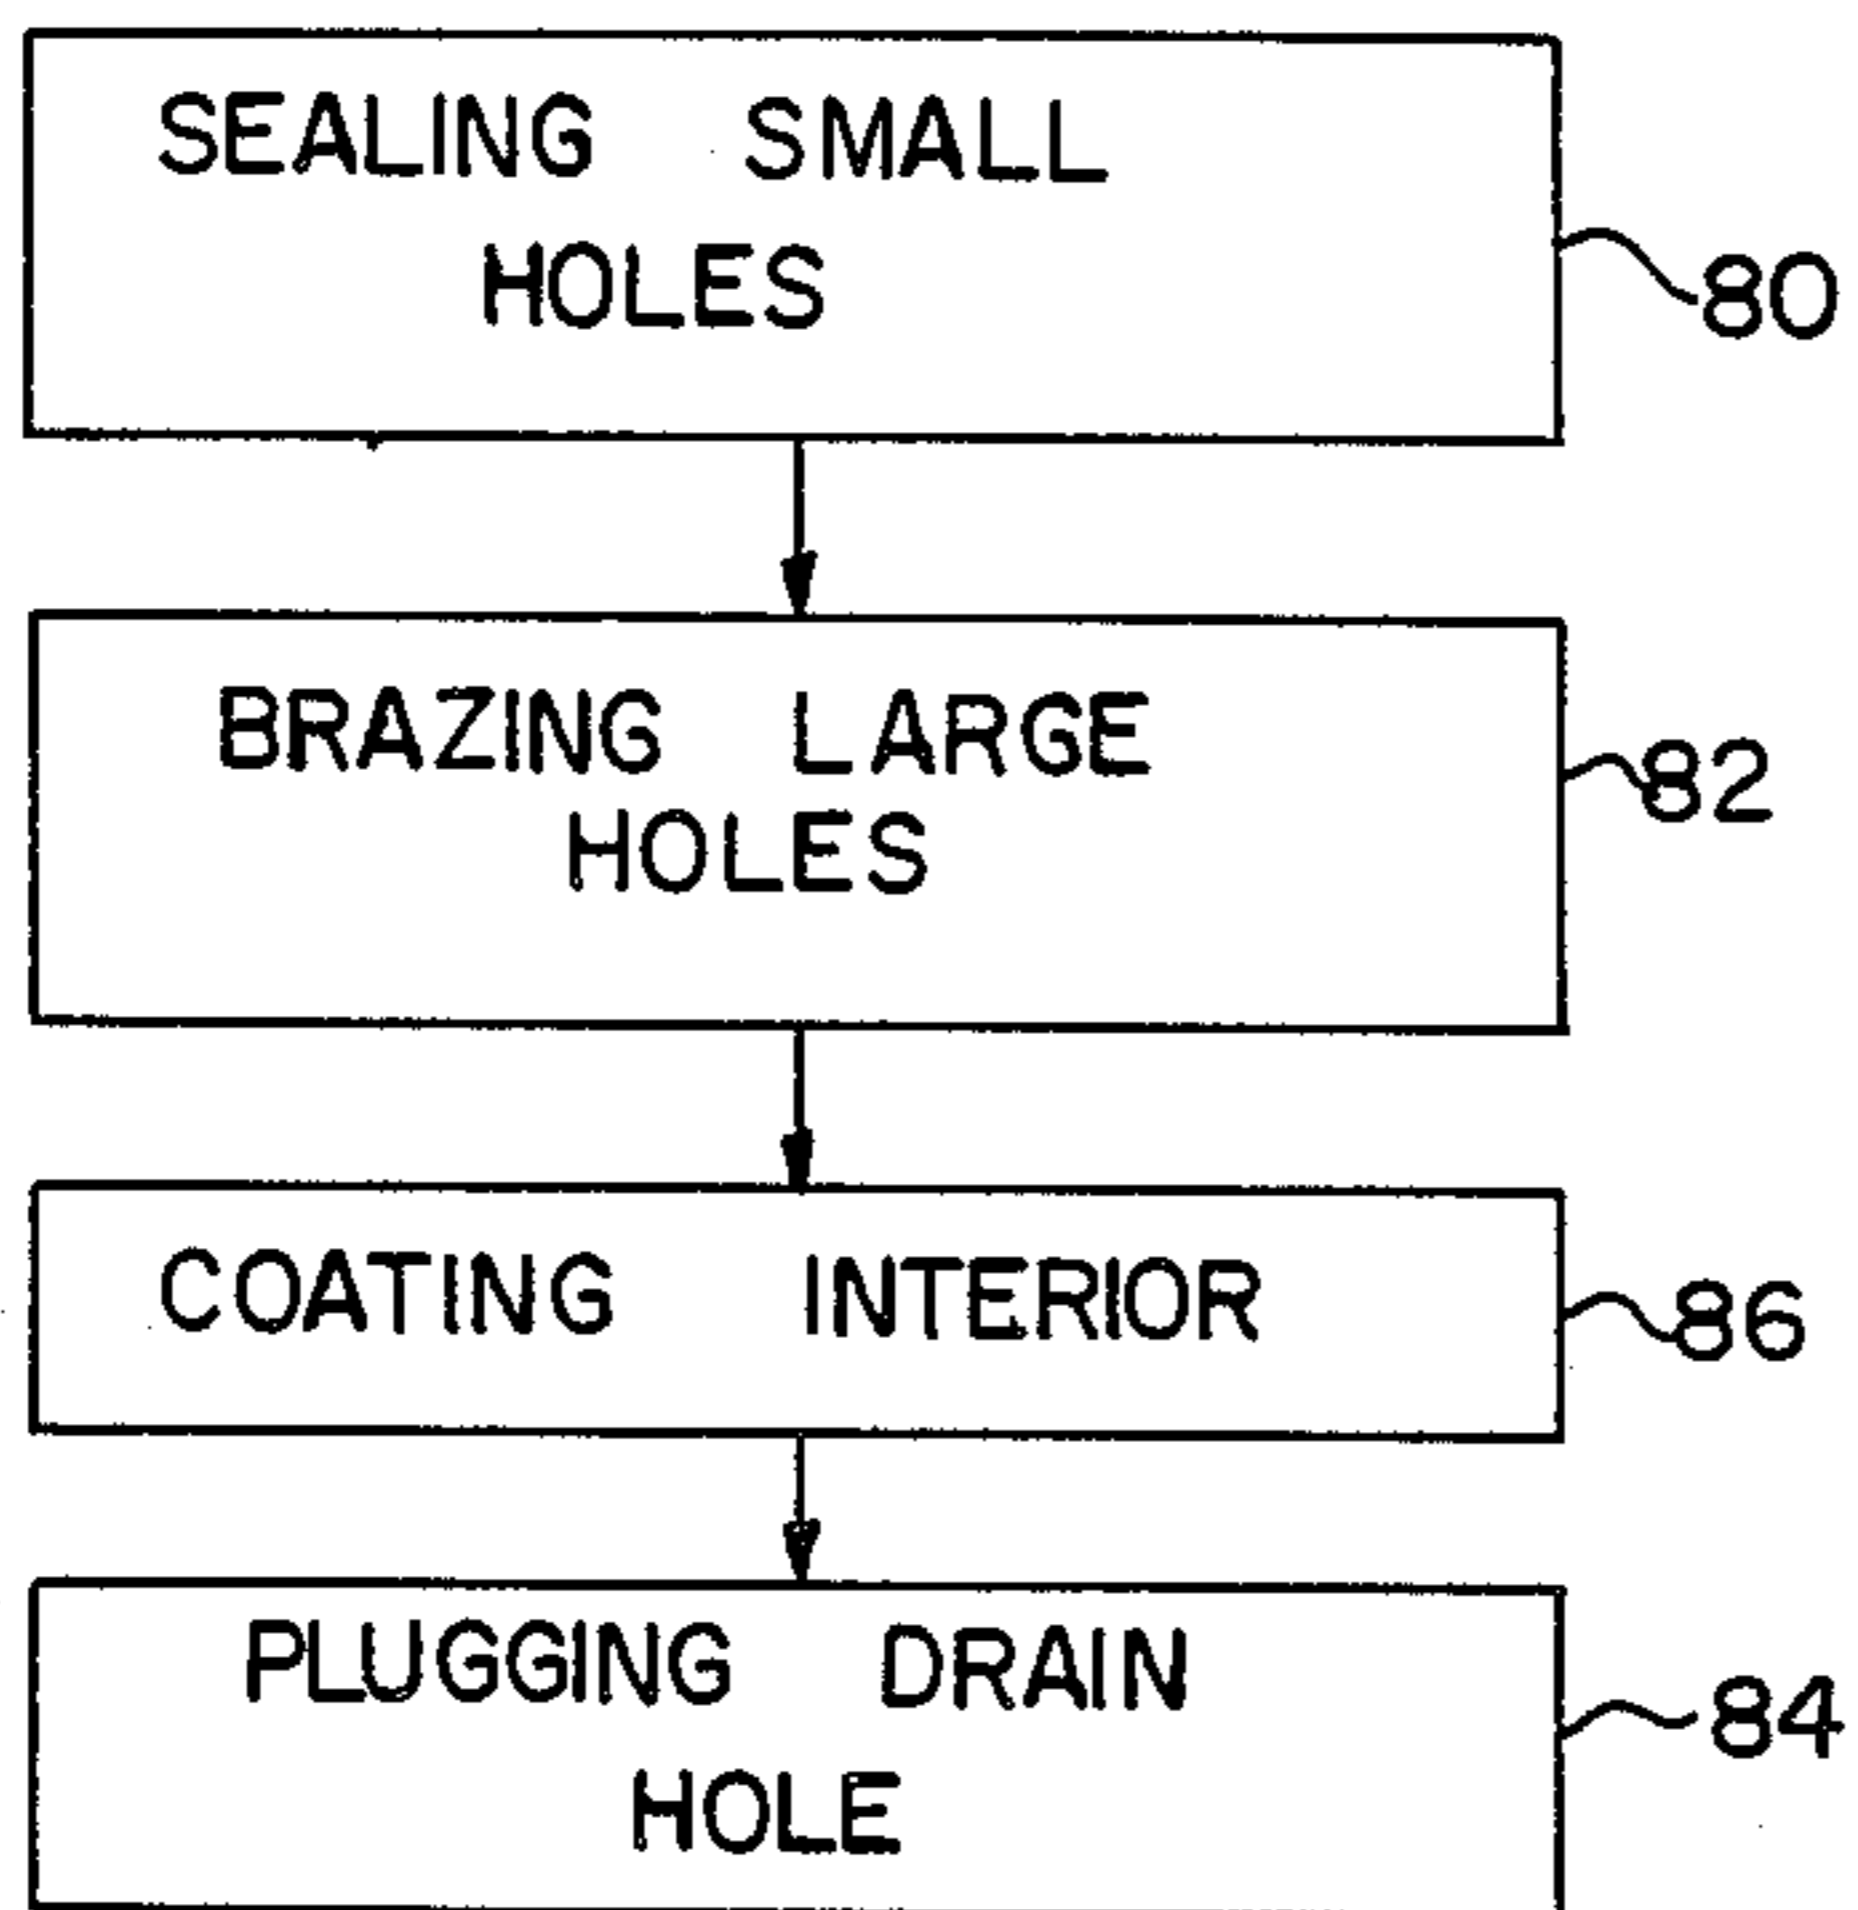 SEALING SMALL
HOLES
80
BRAZING LARGE
HOLES
82
COATING INTERIOR
86
PLUGGING DRAIN
HOLE
84